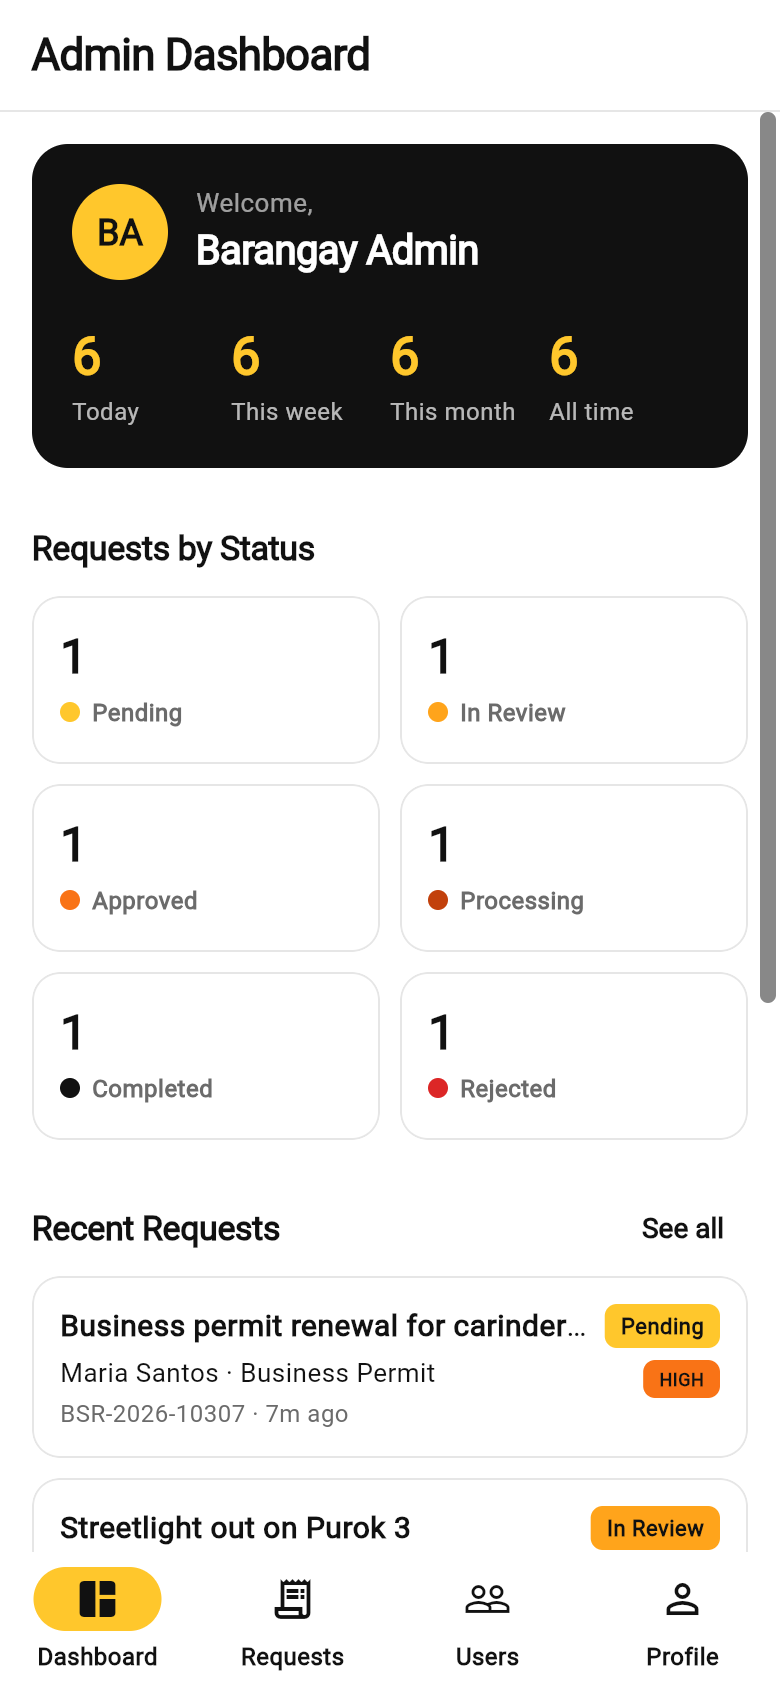 Admin Dashboard
BA
Welcome,
Barangay Admin
6 6 6 6
Today This week This month All time
Requests by Status
1 1
Pending In Review
1 1
Approved Processing
1 1
Completed Rejected
Recent Requests See all
Business permit renewal for carinder... Pending
Maria Santos · Business Permit HIGH
BSR-2026-10307 · 7m ago
Streetlight out on Purok 3 In Review
Dashboard Requests Users Profile